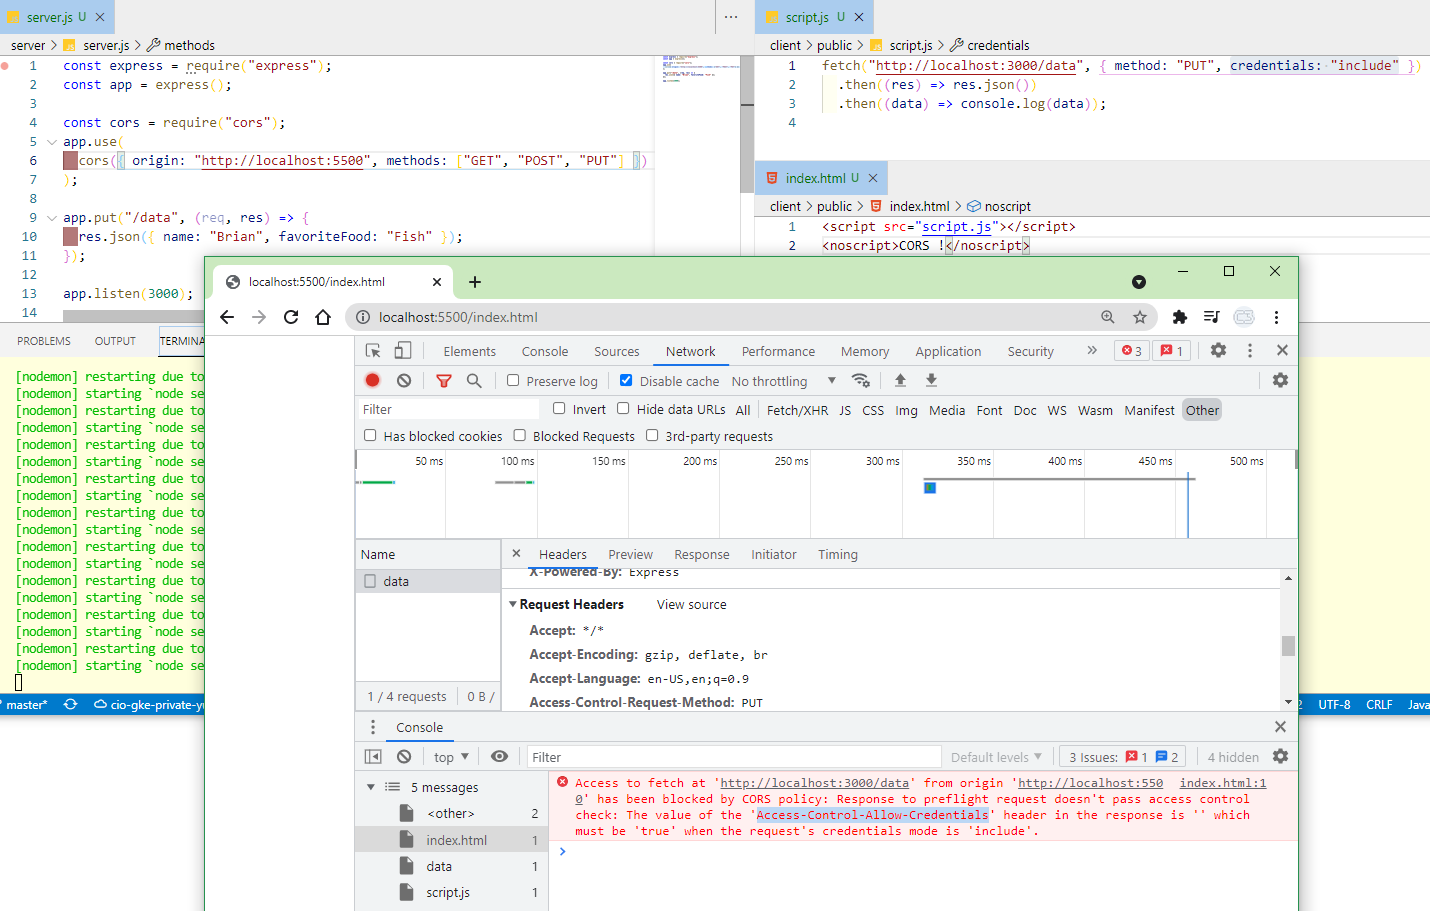 server.js U
server > server.js > methods
1 const express = require("express");
2 const app = express();
3
4 const cors = require("cors");
5 app.use(
6 cors({ origin: "http://localhost:5500", methods: ["GET", "POST", "PUT"] })
7 );
8
9 app.put("/data", (req, res) => {
10 res.json({ name: "Brian", favoriteFood: "Fish" });
11 });
12
13 app.listen(3000);
14
script.js U
client > public > script.js > credentials
1 fetch("http://localhost:3000/data", { method: "PUT", credentials: "include" })
2 .then((res) => res.json())
3 .then((data) => console.log(data));
4
index.html U
client > public > index.html > noscript
1 <script src="script.js"></script>
2 <noscript>CORS !</noscript>
PROBLEMS OUTPUT TERMINA
[nodemon] restarting due to
[nodemon] starting `node se
[nodemon] restarting due to
[nodemon] starting `node se
[nodemon] restarting due to
[nodemon] starting `node se
[nodemon] restarting due to
[nodemon] starting `node se
[nodemon] restarting due to
[nodemon] starting `node se
[nodemon] restarting due to
[nodemon] starting `node se
[nodemon] restarting due to
[nodemon] starting `node se
[nodemon] restarting due to
[nodemon] starting `node se
[nodemon] restarting due to
[nodemon] starting `node se
master* cio-gke-private-yu
2 UTF-8 CRLF Java
localhost:5500/index.html
localhost:5500/index.html
Elements Console Sources Network Performance Memory Application Security 3 1
Preserve log Disable cache No throttling
Filter Invert Hide data URLs All Fetch/XHR JS CSS Img Media Font Doc WS Wasm Manifest Other
Has blocked cookies Blocked Requests 3rd-party requests
50 ms 100 ms 150 ms 200 ms 250 ms 300 ms 350 ms 400 ms 450 ms 500 ms
Name
data
1 / 4 requests 0 B /
Headers Preview Response Initiator Timing
X-Powered-By: Express
Request Headers View source
Accept: */*
Accept-Encoding: gzip, deflate, br
Accept-Language: en-US,en;q=0.9
Access-Control-Request-Method: PUT
Console
top Filter Default levels 3 Issues: 1 2 4 hidden
5 messages
<other> 2
index.html 1
data 1
script.js 1
Access to fetch at 'http://localhost:3000/data' from origin 'http://localhost:550 index.html:1
0' has been blocked by CORS policy: Response to preflight request doesn't pass access control
check: The value of the 'Access-Control-Allow-Credentials' header in the response is '' which
must be 'true' when the request's credentials mode is 'include'.